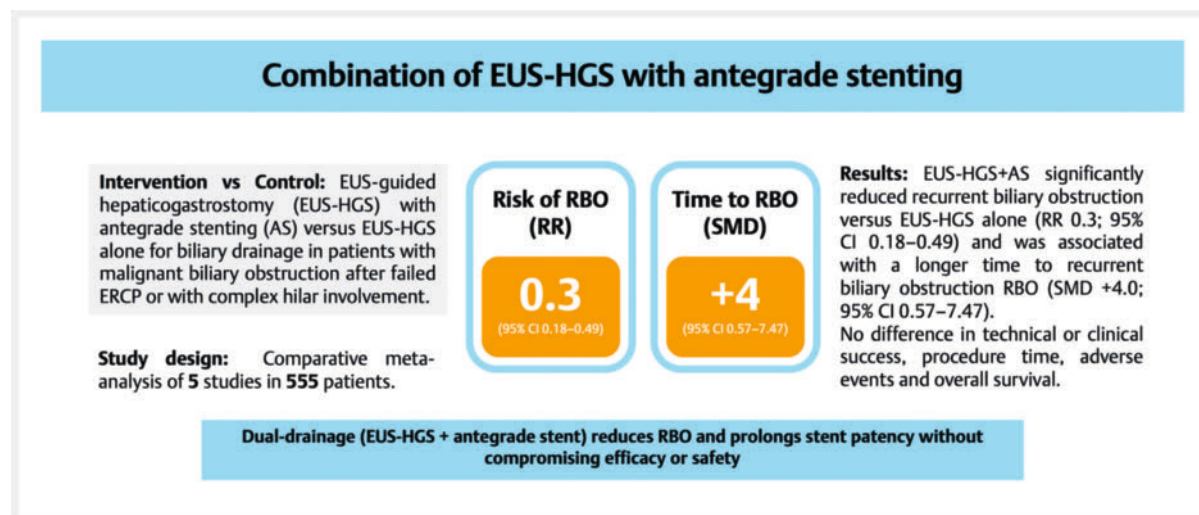 Combination of EUS-HGS with antegrade stenting
Intervention vs Control: EUS-guided
hepaticogastrostomy (EUS-HGS) with
antegrade stenting (AS) versus EUS-HGS
alone for biliary drainage in patients with
malignant biliary obstruction after failed
ERCP or with complex hilar involvement.
Study design: Comparative meta-
analysis of 5 studies in 555 patients.
Risk of RBO
(RR)
0.3
(95% CI 0.18–0.49)
Time to RBO
(SMD)
+4
(95% CI 0.57–7.47)
Results: EUS-HGS+AS significantly
reduced recurrent biliary obstruction
versus EUS-HGS alone (RR 0.3; 95%
CI 0.18–0.49) and was associated
with a longer time to recurrent
biliary obstruction RBO (SMD +4.0;
95% CI 0.57–7.47).
No difference in technical or clinical
success, procedure time, adverse
events and overall survival.
Dual-drainage (EUS-HGS + antegrade stent) reduces RBO and prolongs stent patency without
compromising efficacy or safety